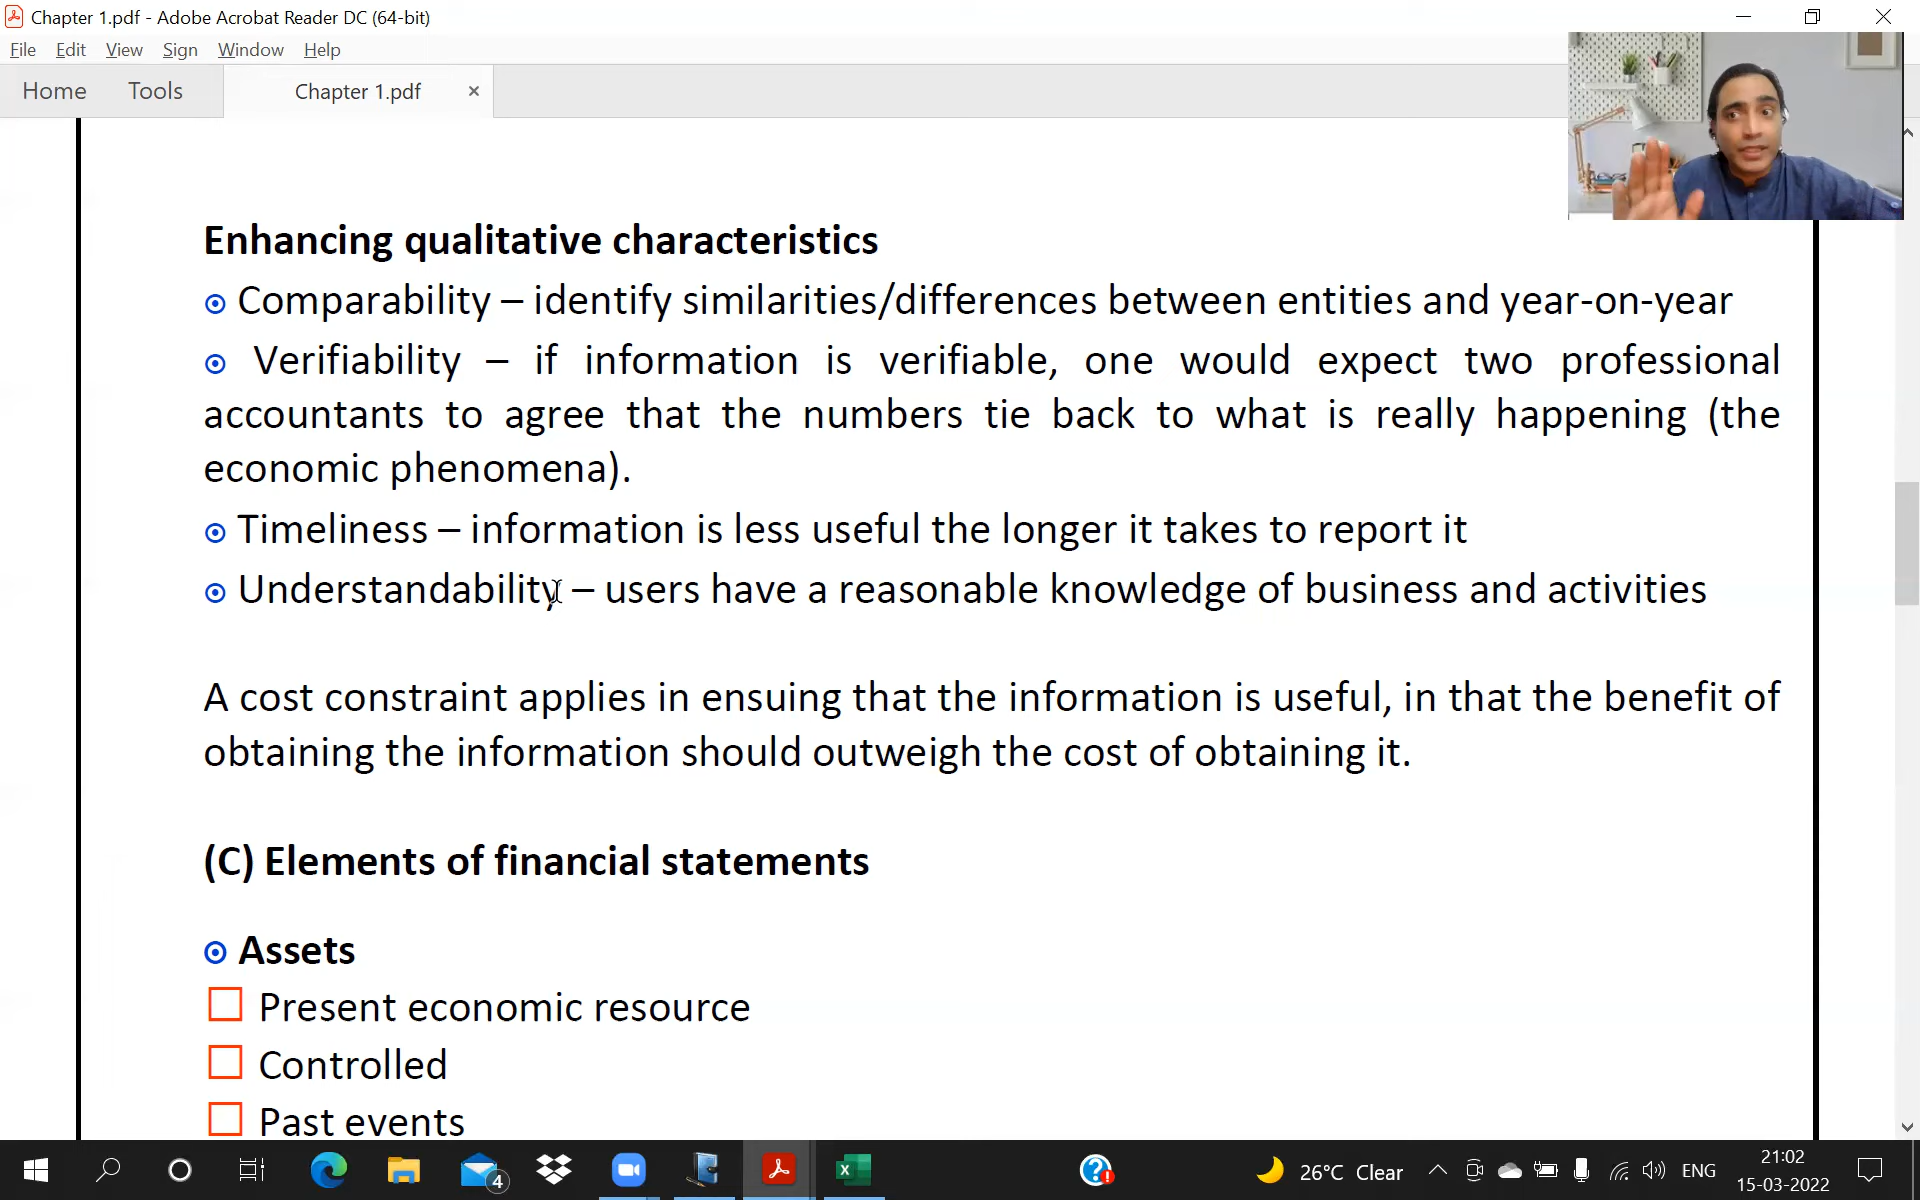 Chapter 1.pdf - Adobe Acrobat Reader DC (64-bit)
File Edit View Sign Window Help
Home Tools Chapter 1.pdf ×
Enhancing qualitative characteristics
Comparability – identify similarities/differences between entities and year-on-year
Verifiability – if information is verifiable, one would expect two professional
accountants to agree that the numbers tie back to what is really happening (the
economic phenomena).
Timeliness – information is less useful the longer it takes to report it
Understandability – users have a reasonable knowledge of business and activities
A cost constraint applies in ensuing that the information is useful, in that the benefit of
obtaining the information should outweigh the cost of obtaining it.
(C) Elements of financial statements
Assets
Present economic resource
Controlled
Past events
4
26°C Clear
ENG
21:02
15-03-2022